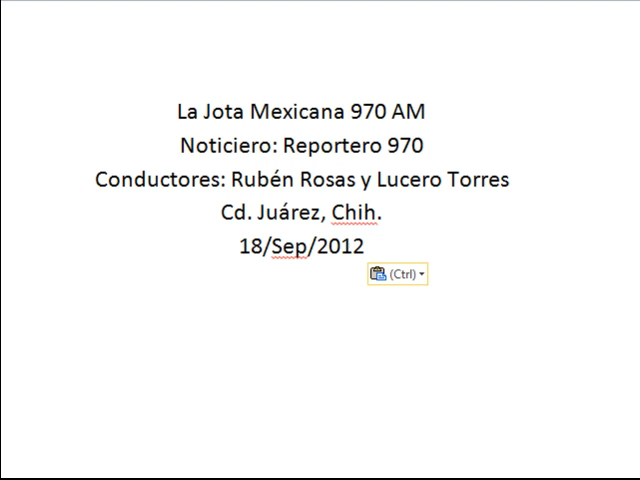 La Jota Mexicana 970 AM
Noticiero: Reportero 970
Conductores: Rubén Rosas y Lucero Torres
Cd. Juárez, Chih.
18/Sep/2012
(Ctrl)